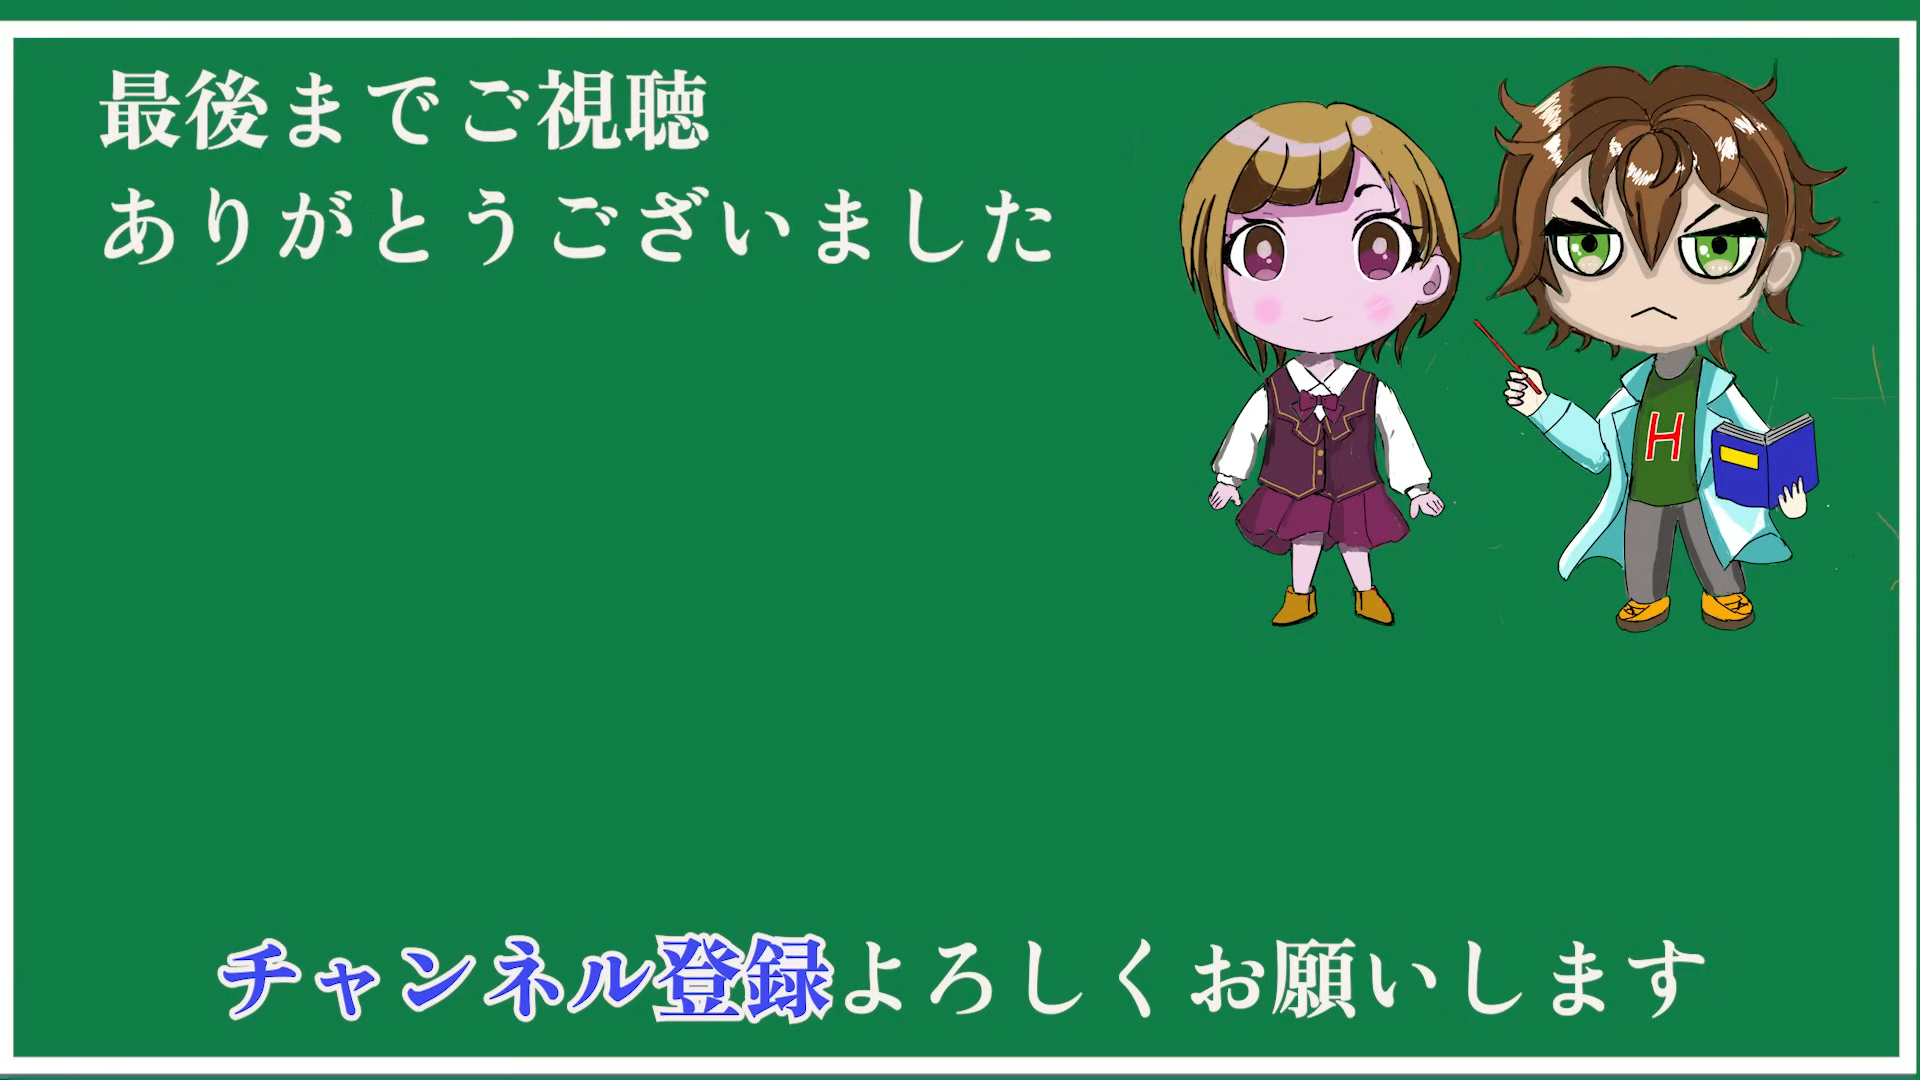 最後までご視聴
ありがとうございました
H
チャンネル登録よろしくお願いします